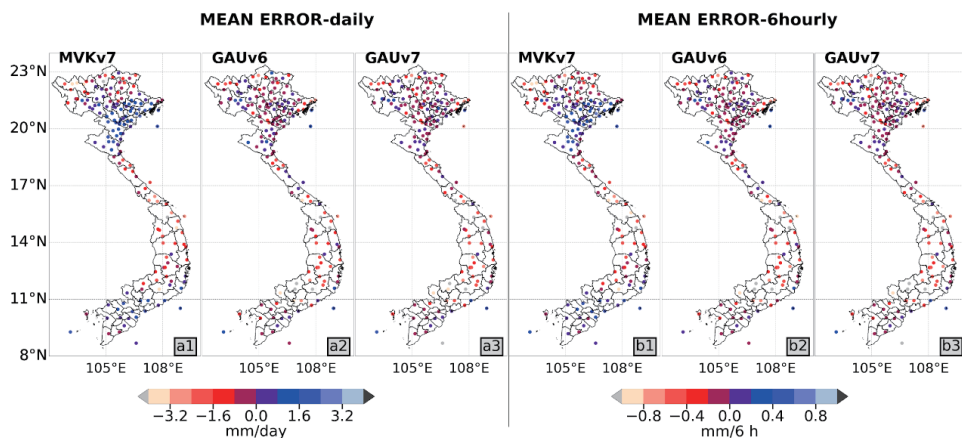 MEAN ERROR-daily MEAN ERROR-6hourly
MVKv7 GAUv6 GAUv7 MVKv7 GAUv6 GAUv7
23°N
20°N
17°N
14°N
11°N
8°N
a1 a2 a3 b1 b2 b3
105°E 108°E 105°E 108°E 105°E 108°E 105°E 108°E 105°E 108°E 105°E 108°E
−3.2 −1.6 0.0 1.6 3.2 −0.8 −0.4 0.0 0.4 0.8
mm/day mm/6 h